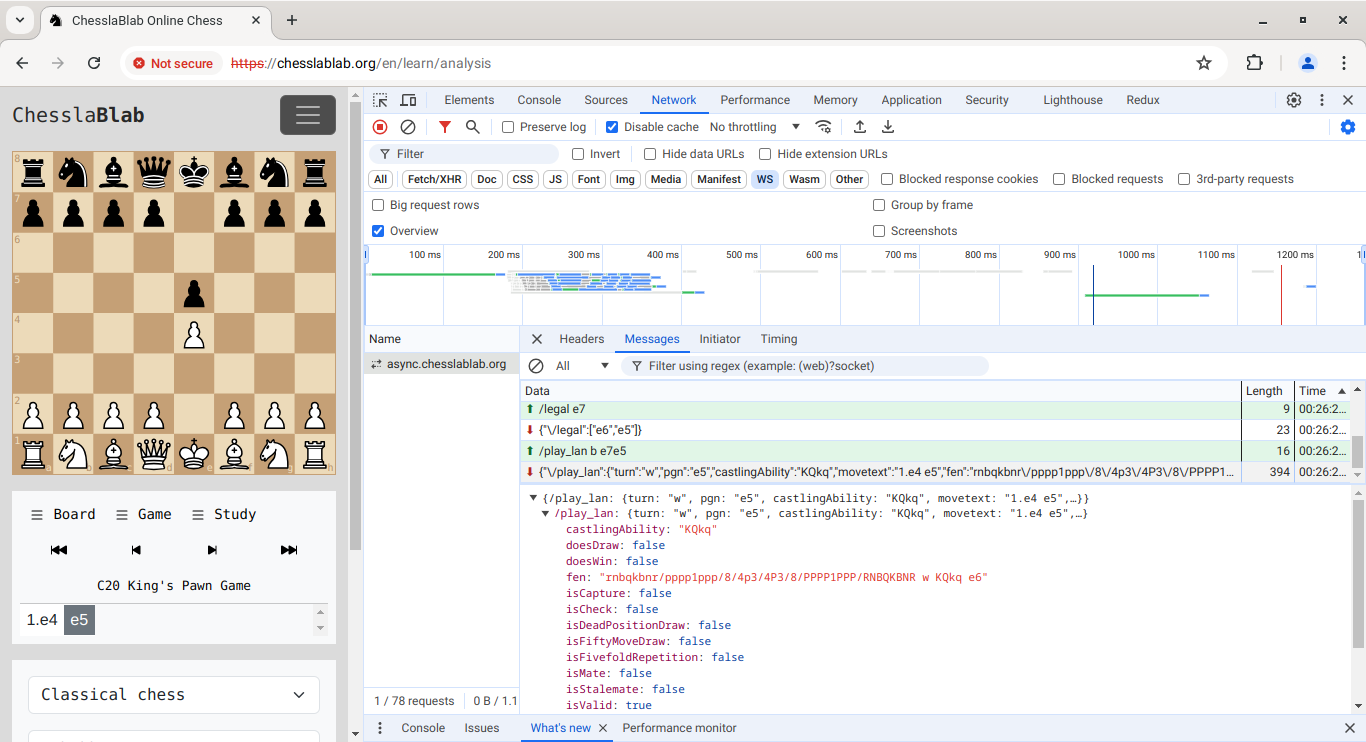 ChesslaBlab Online Chess
Not secure https://chesslablab.org/en/learn/analysis
ChesslaBlab
8
7
6
5
4
3
2
1
a b c d e f g h
Board Game Study
C20 King's Pawn Game
1.e4 e5
Classical chess
Elements Console Sources Network Performance Memory Application Security Lighthouse Redux
Preserve log Disable cache No throttling
Filter Invert Hide data URLs Hide extension URLs
All Fetch/XHR Doc CSS JS Font Img Media Manifest WS Wasm Other Blocked response cookies Blocked requests 3rd-party requests
Big request rows Group by frame
Overview Screenshots
100 ms 200 ms 300 ms 400 ms 500 ms 600 ms 700 ms 800 ms 900 ms 1000 ms 1100 ms 1200 ms
Name Headers Messages Initiator Timing
async.chesslablab.org
All Filter using regex (example: (web)?socket)
Data Length Time
/legal e7 9 00:26:2…
{"\/legal":["e6","e5"]} 23 00:26:2…
/play_lan b e7e5 16 00:26:2…
{"\/play_lan":{"turn":"w","pgn":"e5","castlingAbility":"KQkq","movetext":"1.e4 e5","fen":"rnbqkbnr\/pppp1ppp\/8\/4p3\/4P3\/8\/PPPP1… 394 00:26:2…
{/play_lan: {turn: "w", pgn: "e5", castlingAbility: "KQkq", movetext: "1.e4 e5",…}}
/play_lan: {turn: "w", pgn: "e5", castlingAbility: "KQkq", movetext: "1.e4 e5",…}
castlingAbility: "KQkq"
doesDraw: false
doesWin: false
fen: "rnbqkbnr/pppp1ppp/8/4p3/4P3/8/PPPP1PPP/RNBQKBNR w KQkq e6"
isCapture: false
isCheck: false
isDeadPositionDraw: false
isFiftyMoveDraw: false
isFivefoldRepetition: false
isMate: false
isStalemate: false
isValid: true
1 / 78 requests 0 B / 1.1
Console Issues What's new Performance monitor